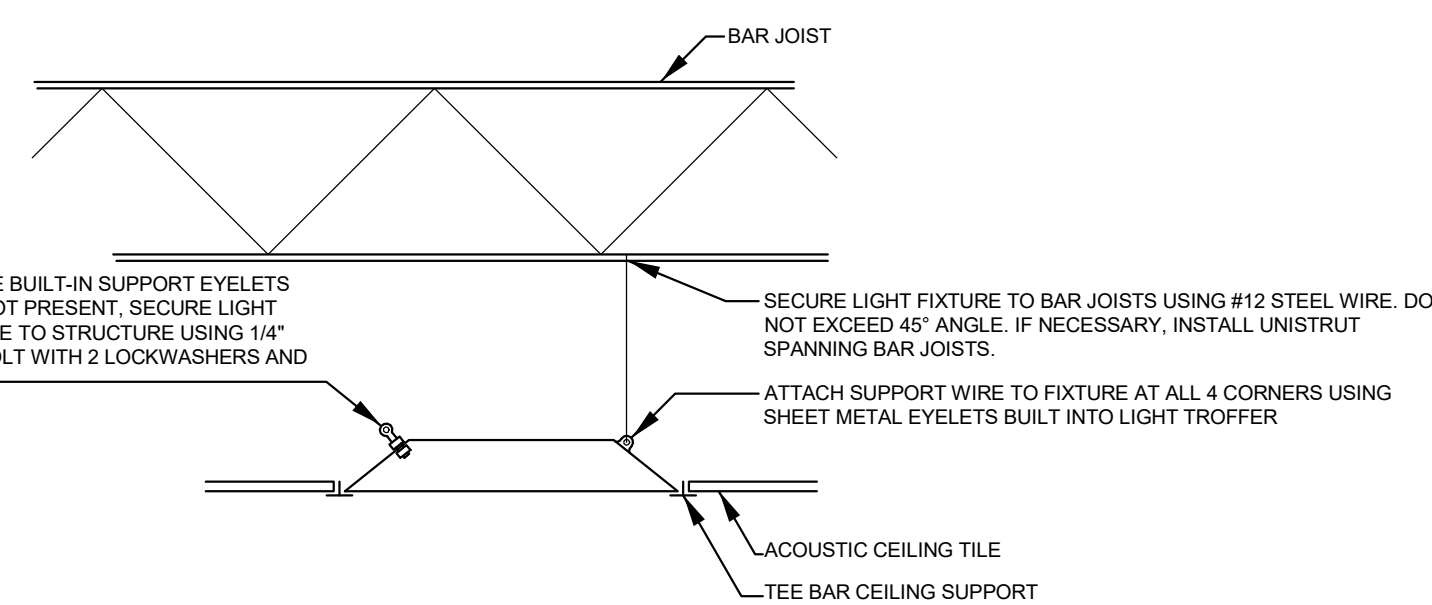 BAR JOIST
BUILT-IN SUPPORT EYELETS
PRESENT, SECURE LIGHT
TO STRUCTURE USING 1/4"
WITH 2 LOCKWASHERS AND
SECURE LIGHT FIXTURE TO BAR JOISTS USING #12 STEEL WIRE. DO
NOT EXCEED 45° ANGLE. IF NECESSARY, INSTALL UNISTRUT
SPANNING BAR JOISTS.
ATTACH SUPPORT WIRE TO FIXTURE AT ALL 4 CORNERS USING
SHEET METAL EYELETS BUILT INTO LIGHT TROFFER
ACOUSTIC CEILING TILE
TEE BAR CEILING SUPPORT